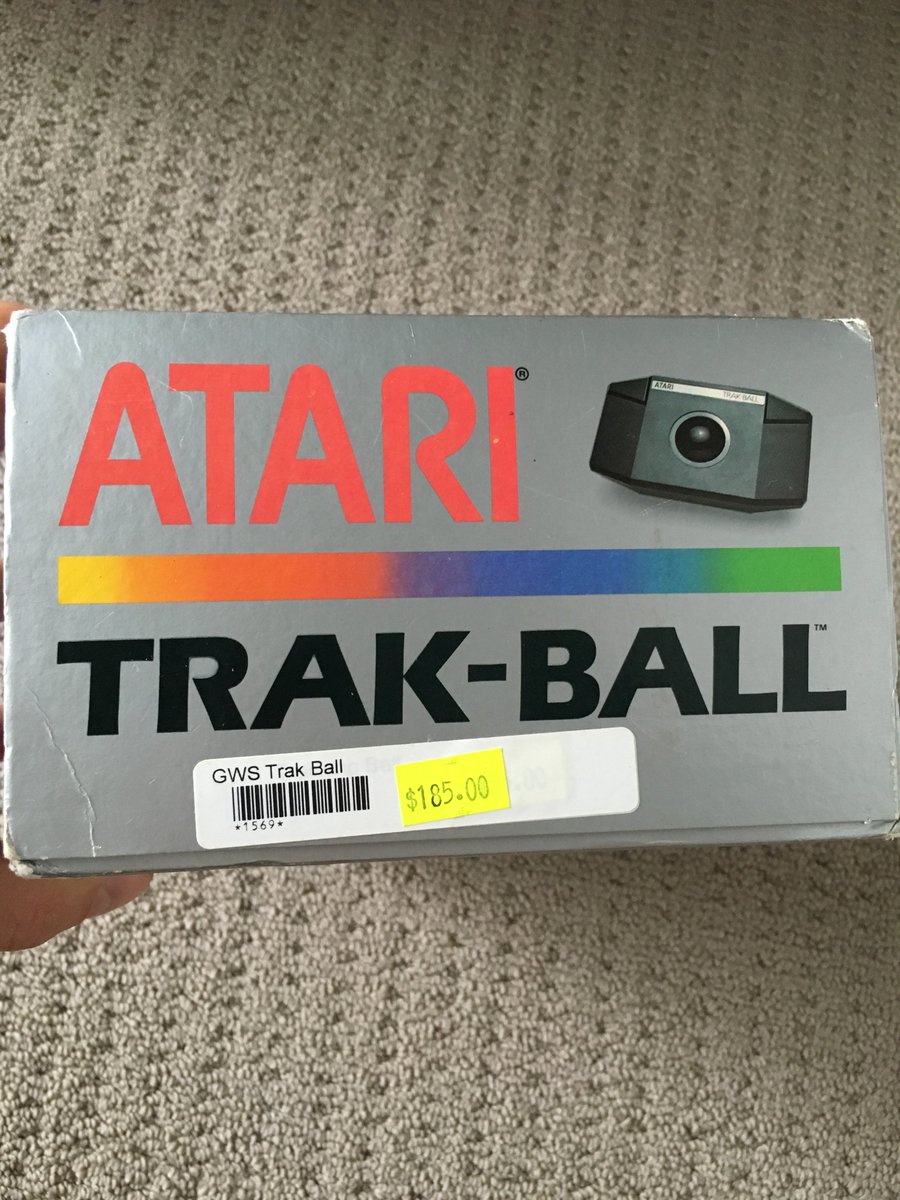 ATARI®
ATARI
TRAK BALL
TRAK-BALL™
GWS Trak Ball
$185.00
*1569*